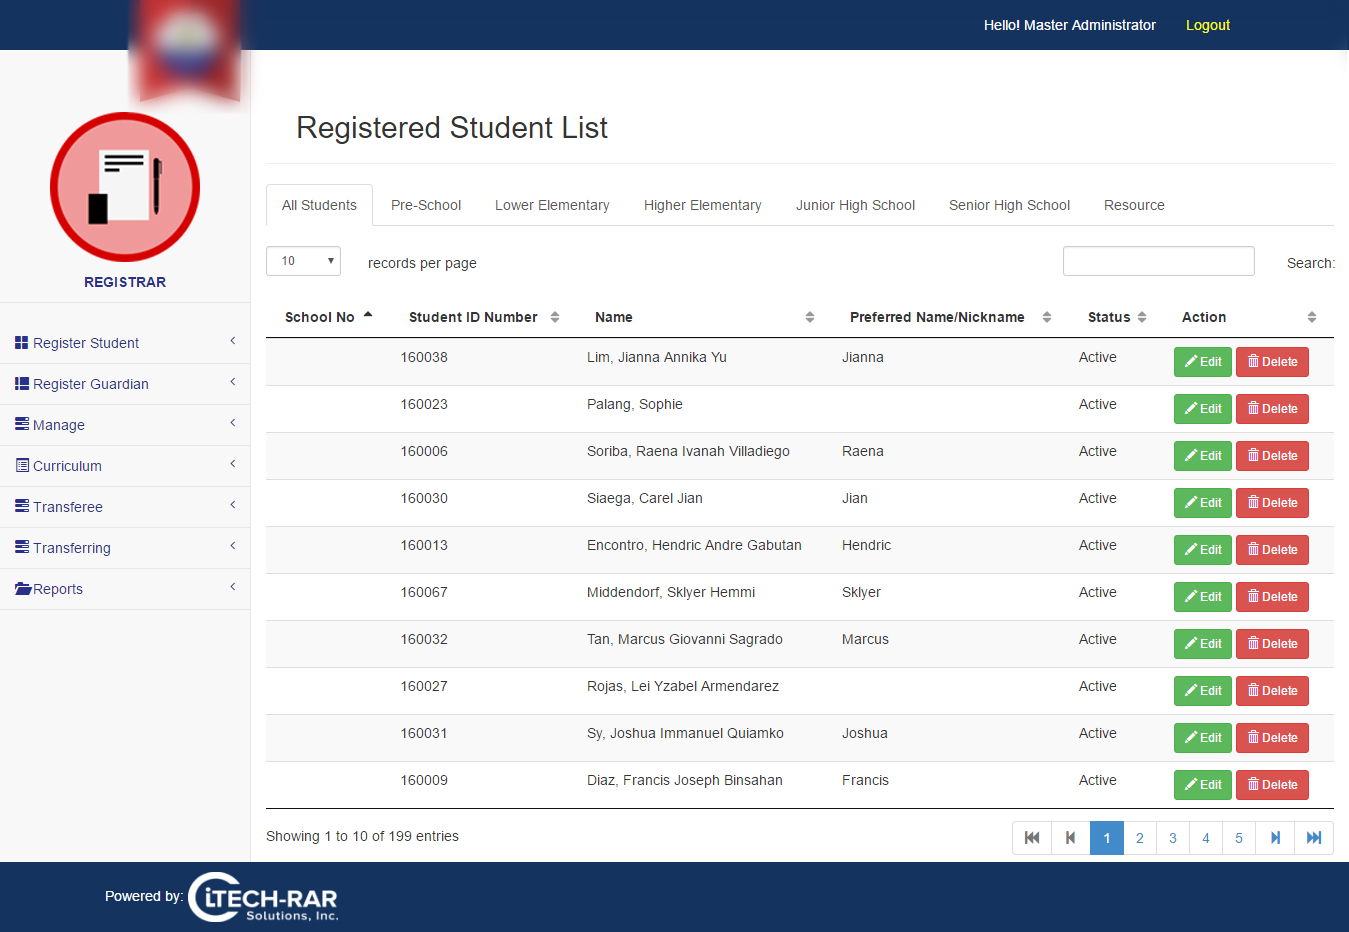 Hello! Master Administrator Logout
REGISTRAR
Register Student
Register Guardian
Manage
Curriculum
Transferee
Transferring
Reports
Registered Student List
All Students Pre-School Lower Elementary Higher Elementary Junior High School Senior High School Resource
10 records per page Search:
School No Student ID Number Name Preferred Name/Nickname Status Action
160038 Lim, Jianna Annika Yu Jianna Active Edit Delete
160023 Palang, Sophie Active Edit Delete
160006 Soriba, Raena Ivanah Villadiego Raena Active Edit Delete
160030 Siaega, Carel Jian Jian Active Edit Delete
160013 Encontro, Hendric Andre Gabutan Hendric Active Edit Delete
160067 Middendorf, Sklyer Hemmi Sklyer Active Edit Delete
160032 Tan, Marcus Giovanni Sagrado Marcus Active Edit Delete
160027 Rojas, Lei Yzabel Armendarez Active Edit Delete
160031 Sy, Joshua Immanuel Quiamko Joshua Active Edit Delete
160009 Diaz, Francis Joseph Binsahan Francis Active Edit Delete
Showing 1 to 10 of 199 entries 1 2 3 4 5
Powered by: iTECH-RAR
Solutions, Inc.